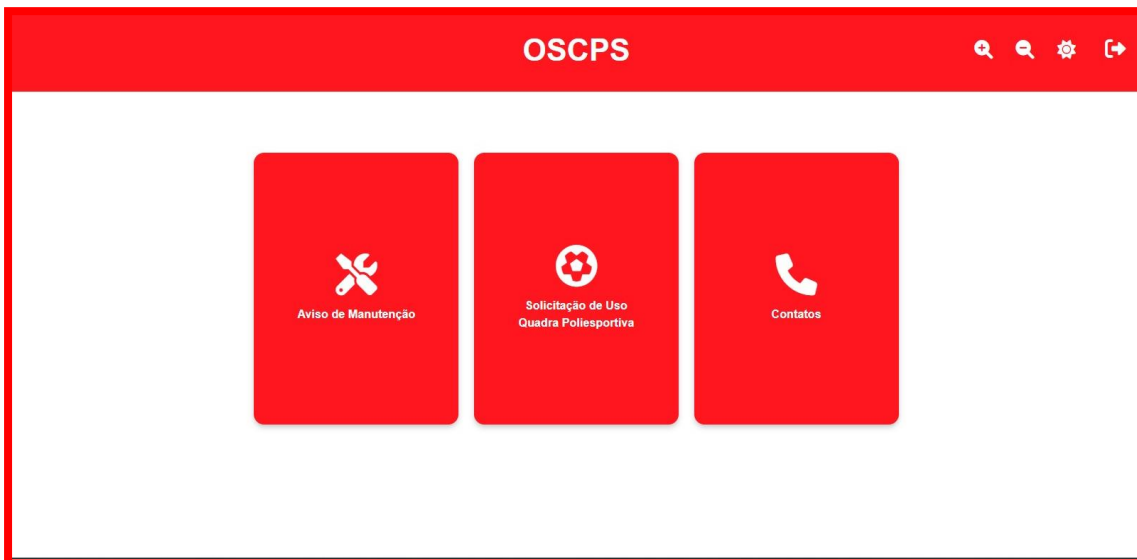 OSCPS
Aviso de Manutenção
Solicitação de Uso
Quadra Poliesportiva
Contatos